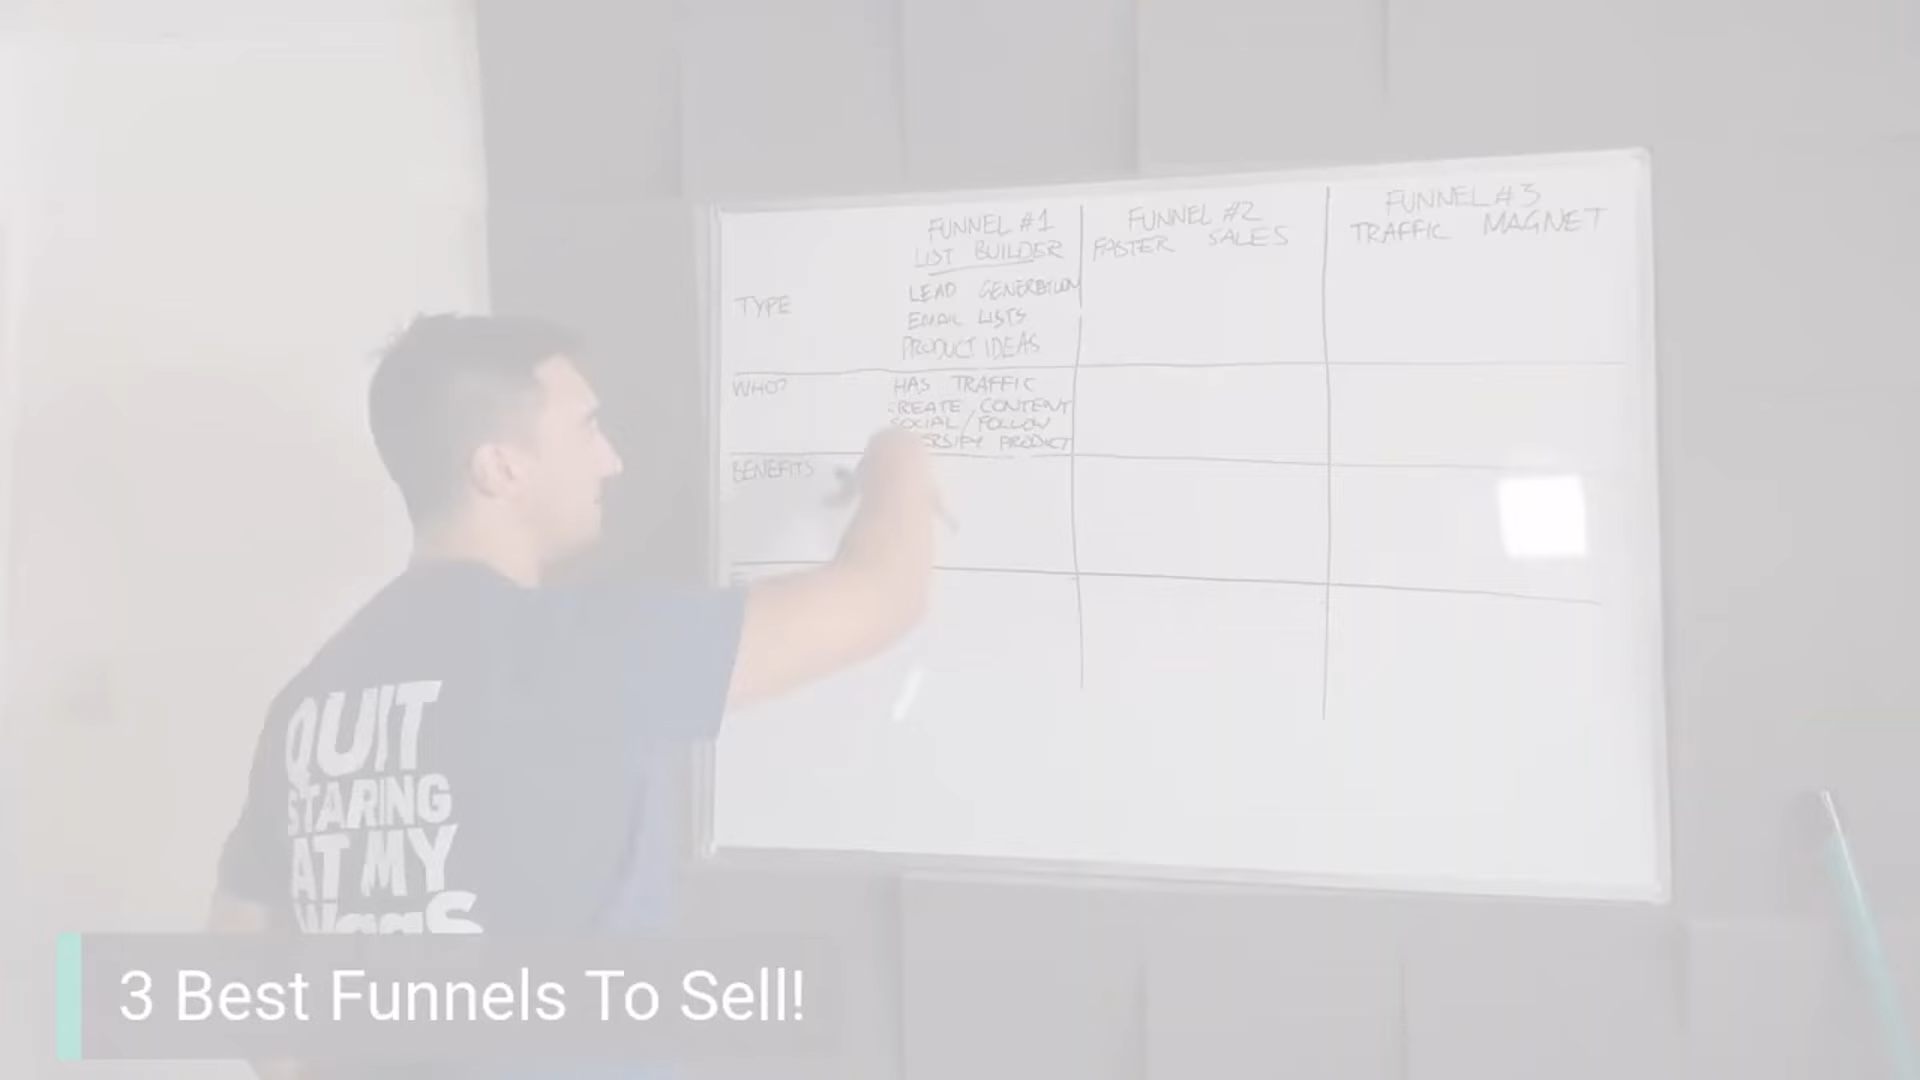 FUNNEL #1
LIST BUILDER
FUNNEL #2
FASTER SALES
FUNNEL #3
TRAFFIC MAGNET
TYPE
LEAD GENERATION
EMAIL LISTS
PRODUCT IDEAS
WHO?
HAS TRAFFIC
CREATE CONTENT
SOCIAL/FOLLOW
PRODUCT
BENEFITS
QUIT
STARING
AT MY
3 Best Funnels To Sell!